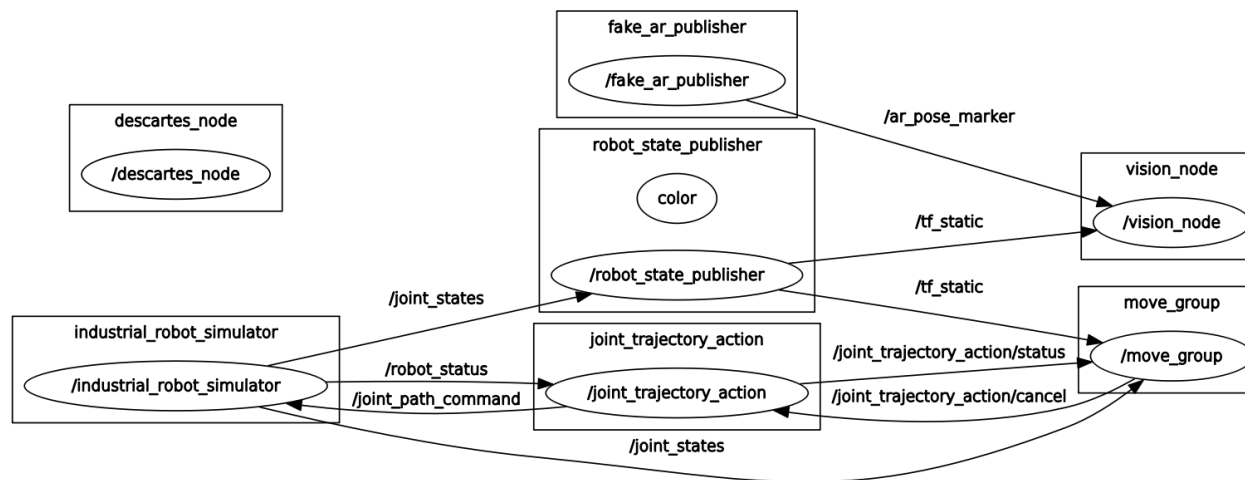 fake_ar_publisher
/fake_ar_publisher
/ar_pose_marker
descartes_node
/descartes_node
robot_state_publisher
color
/robot_state_publisher
vision_node
/vision_node
/tf_static
/tf_static
/joint_states
move_group
/move_group
industrial_robot_simulator
/industrial_robot_simulator
/robot_status
/joint_path_command
joint_trajectory_action
/joint_trajectory_action
/joint_trajectory_action/status
/joint_trajectory_action/cancel
/joint_states